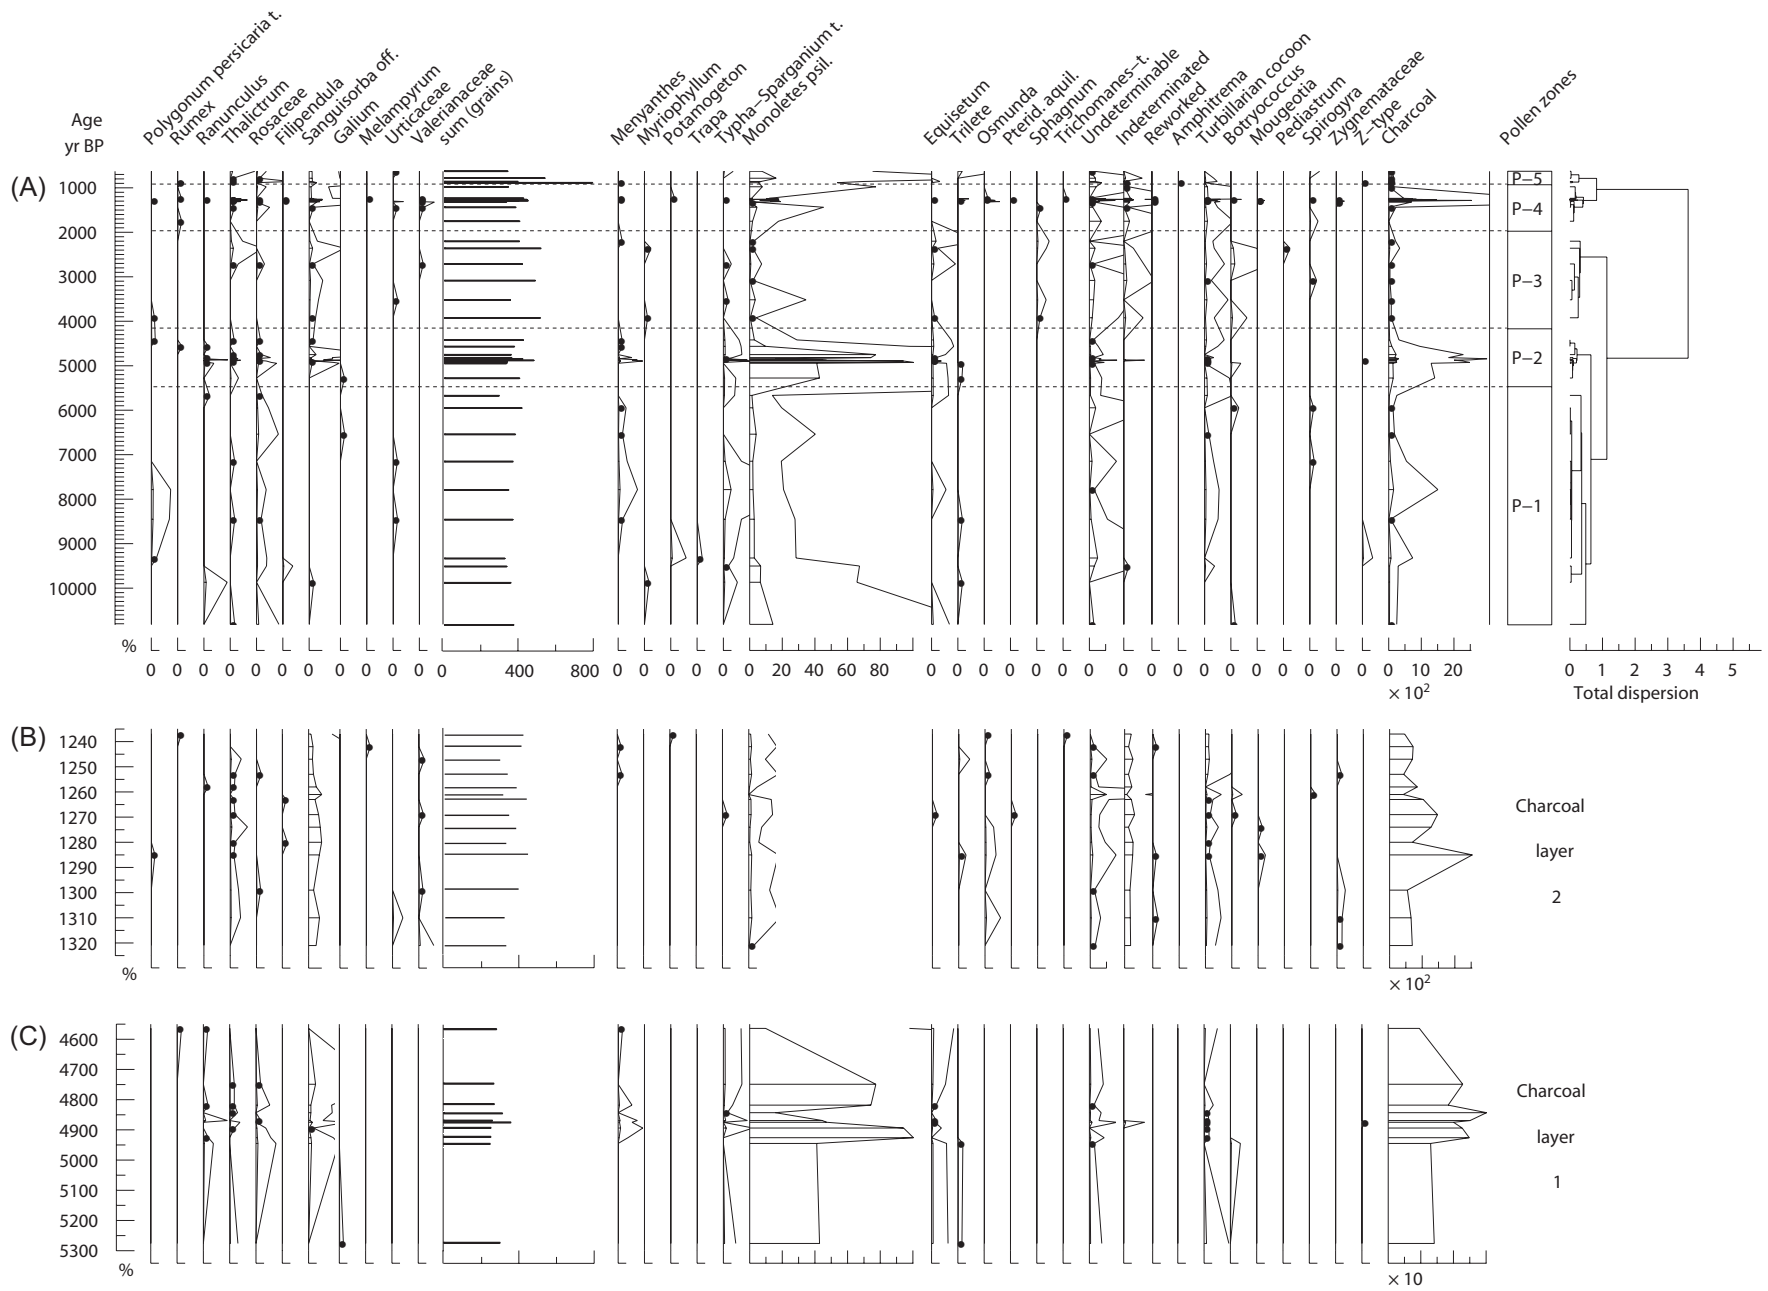 Age
yr BP
Polygonum persicaria t.
Rumex
Ranunculus
Thalictrum
Rosaceae
Filipendula
Sanguisorba off.
Galium
Melampyrum
Urticaceae
Valerianaceae
sum (grains)
Menyanthes
Myriophyllum
Potamogeton
Trapa
Typha–Sparganium t.
Monoletes psil.
Equisetum
Trilete
Osmunda
Pterid. aquil.
Sphagnum
Trichomanes–t.
Undeterminable
Indeterminated
Reworked
Amphitrema
Turbillarian cocoon
Botryococcus
Mougeotia
Pediastrum
Spirogyra
Zygnemataceae
Z–type
Charcoal
Pollen zones
(A)
1000
2000
3000
4000
5000
6000
7000
8000
9000
10000
%
P–5
P–4
P–3
P–2
P–1
0 0 0 0 0 0 0 0 0 0 0 0 400 800 0 0 0 0 0 0 40 60 80 0 0 0 0 0 0 0 0 0 0 0 0 0 0 0 0 0 0 10 20 0 1 2 3 4 5
× 10²
Total dispersion
(B)
1240
1250
1260
1270
1280
1290
1300
1310
1320
%
Charcoal
layer
2
× 10²
(C)
4600
4700
4800
4900
5000
5100
5200
5300
%
Charcoal
layer
1
× 10